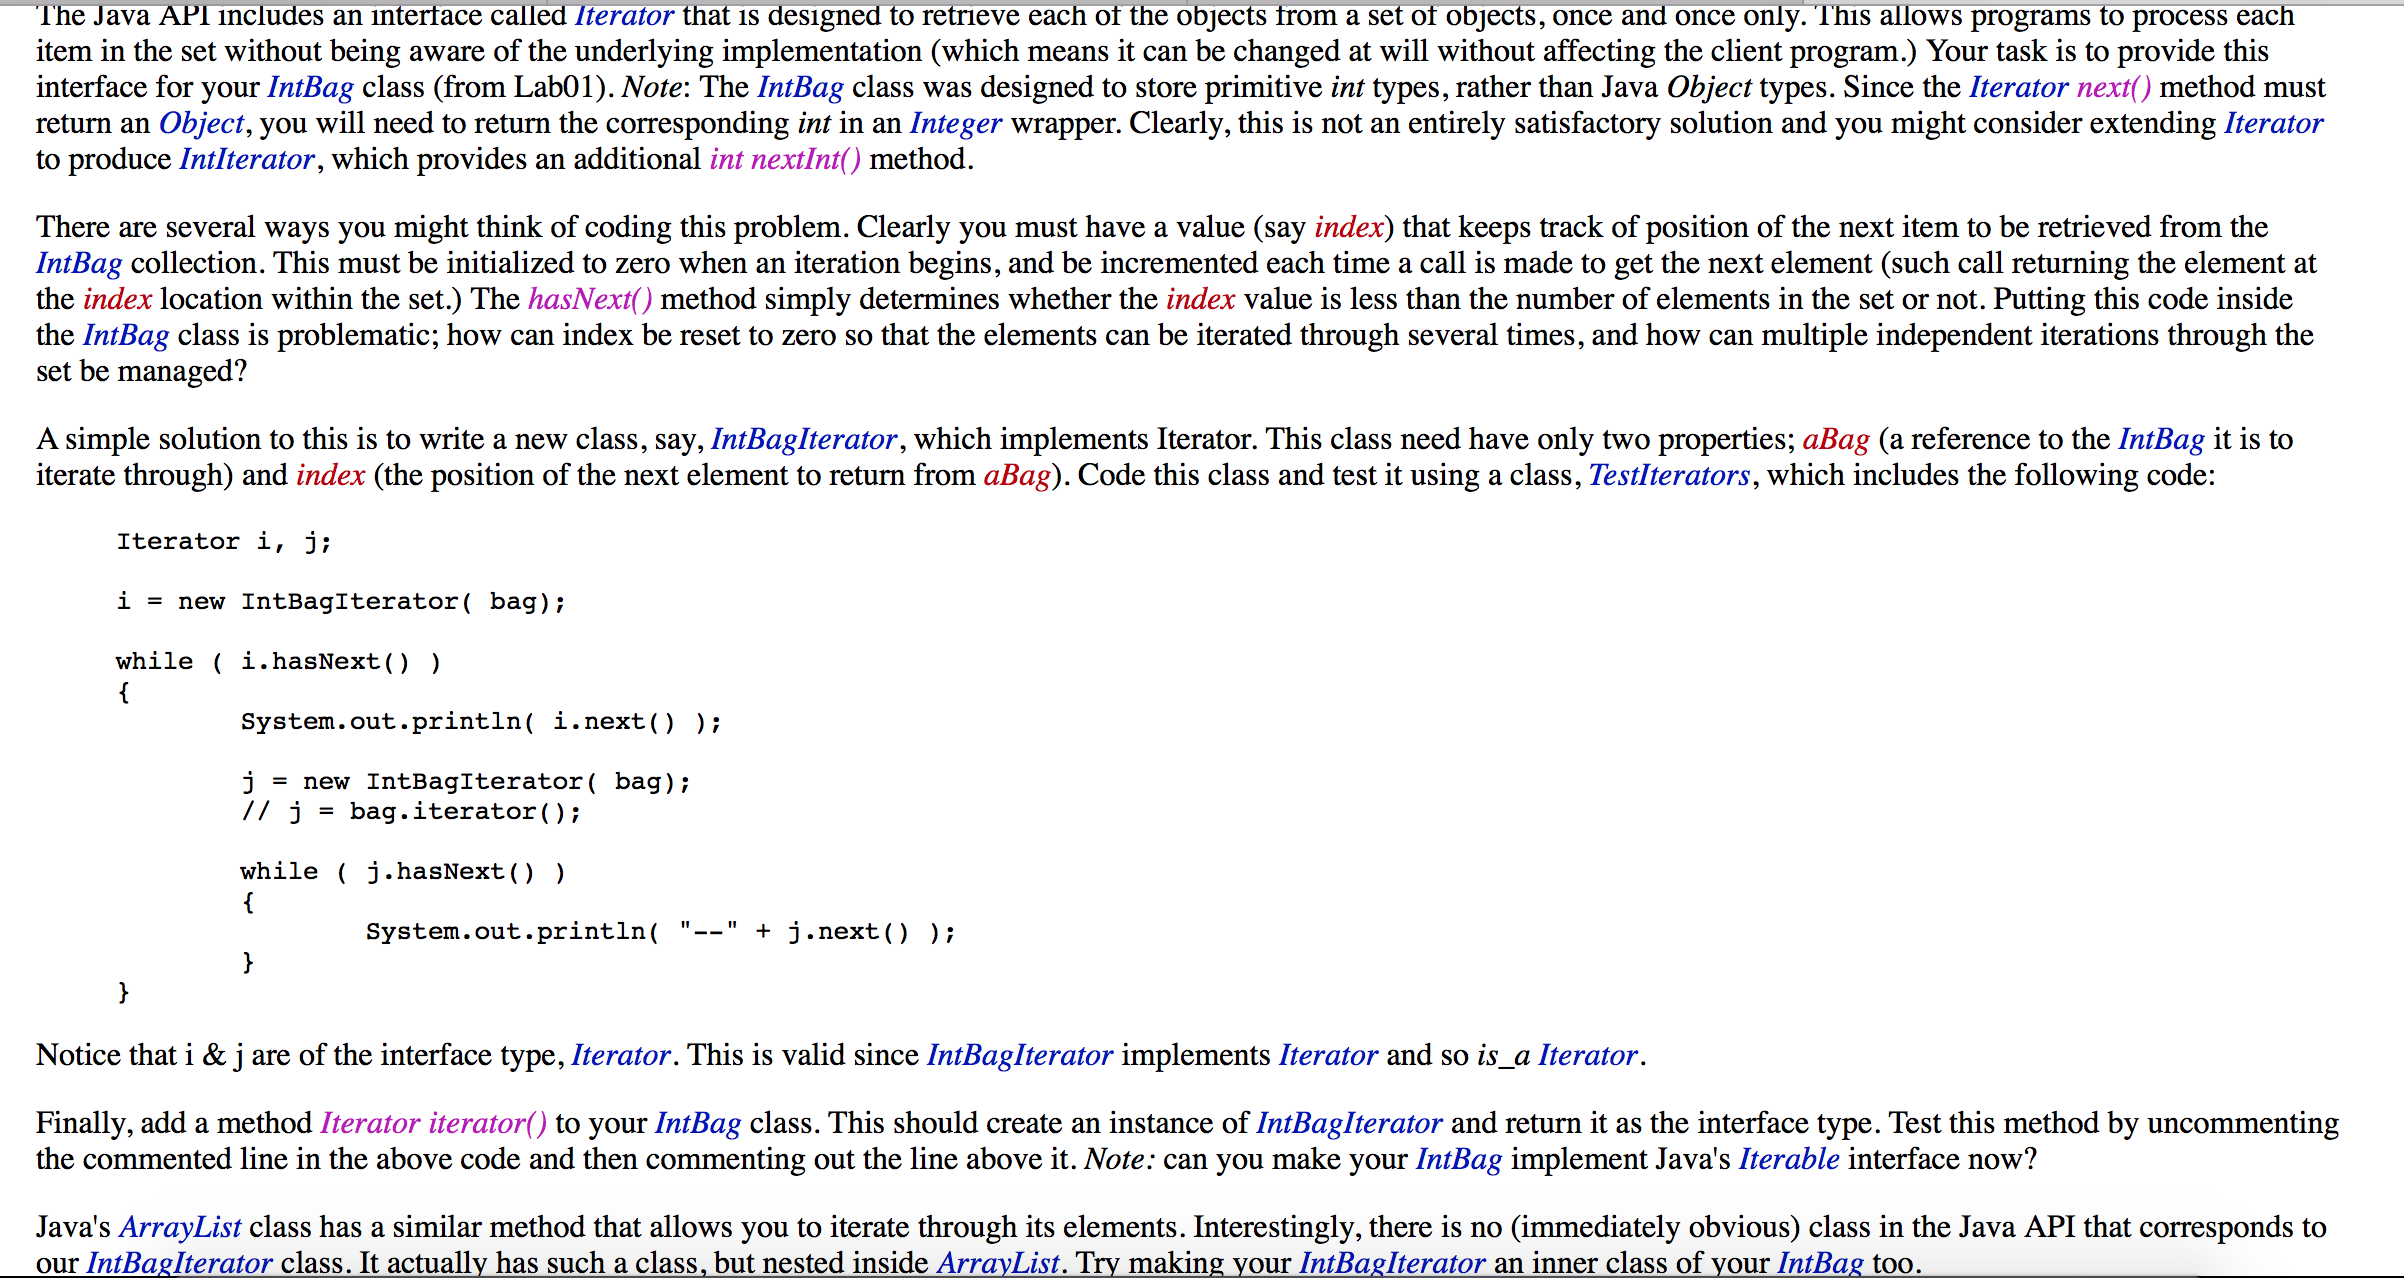 The Java API includes an interface called Iterator that is designed to retrieve each of the objects from a set of objects, once and once only. This allows programs to process each
item in the set without being aware of the underlying implementation (which means it can be changed at will without affecting the client program.) Your task is to provide this
interface for your IntBag class (from Lab01). Note: The IntBag class was designed to store primitive int types, rather than Java Object types. Since the Iterator next() method must
return an Object, you will need to return the corresponding int in an Integer wrapper. Clearly, this is not an entirely satisfactory solution and you might consider extending Iterator
to produce IntIterator, which provides an additional int nextInt() method.
There are several ways you might think of coding this problem. Clearly you must have a value (say index) that keeps track of position of the next item to be retrieved from the
IntBag collection. This must be initialized to zero when an iteration begins, and be incremented each time a call is made to get the next element (such call returning the element at
the index location within the set.) The hasNext() method simply determines whether the index value is less than the number of elements in the set or not. Putting this code inside
the IntBag class is problematic; how can index be reset to zero so that the elements can be iterated through several times, and how can multiple independent iterations through the
set be managed?
A simple solution to this is to write a new class, say, IntBagIterator, which implements Iterator. This class need have only two properties; aBag (a reference to the IntBag it is to
iterate through) and index (the position of the next element to return from aBag). Code this class and test it using a class, TestIterators, which includes the following code:
Iterator i, j;
i = new IntBagIterator( bag);
while ( i.hasNext() )
{
System.out.println( i.next() );
j = new IntBagIterator( bag);
// j = bag.iterator();
while ( j.hasNext() )
{
System.out.println( "--" + j.next() );
}
}
Notice that i & j are of the interface type, Iterator. This is valid since IntBagIterator implements Iterator and so is_a Iterator.
Finally, add a method Iterator iterator() to your IntBag class. This should create an instance of IntBagIterator and return it as the interface type. Test this method by uncommenting
the commented line in the above code and then commenting out the line above it. Note: can you make your IntBag implement Java's Iterable interface now?
Java's ArrayList class has a similar method that allows you to iterate through its elements. Interestingly, there is no (immediately obvious) class in the Java API that corresponds to
our IntBagIterator class. It actually has such a class, but nested inside ArrayList. Try making your IntBagIterator an inner class of your IntBag too.